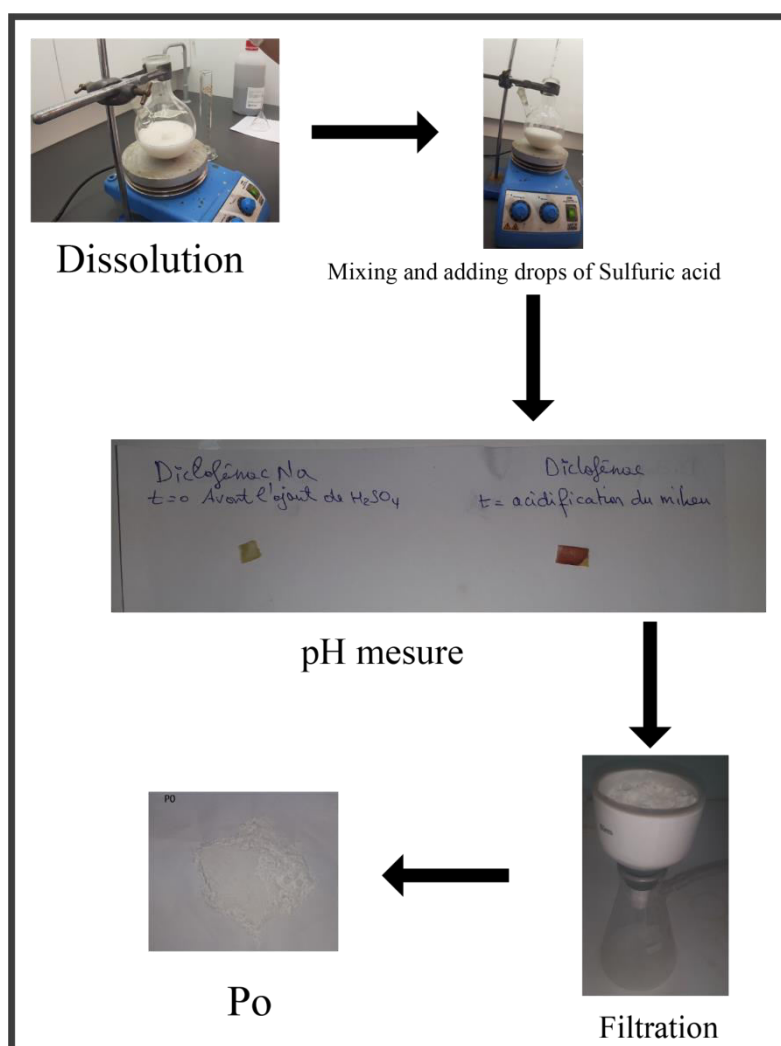 Dissolution
Mixing and adding drops of Sulfuric acid
Diclofénac Na
t=0 Avant l'ajout de H₂SO₄
Diclofénac
t= acidification du milieu
pH mesure
P0
Po
Filtration